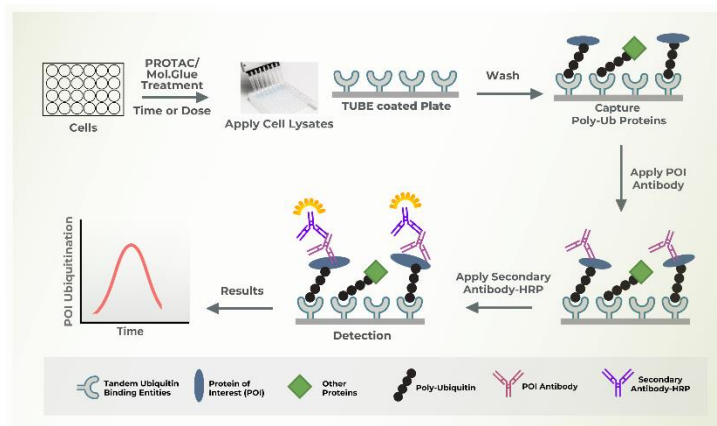 PROTAC/
Mol.Glue
Treatment
Time or Dose
Cells
Apply Cell Lysates
TUBE coated Plate
Wash
Capture
Poly-Ub Proteins
Apply POI
Antibody
Apply Secondary
Antibody-HRP
Detection
Results
POI Ubiquitination
Time
Tandem Ubiquitin
Binding Entities
Protein of
Interest (POI)
Other
Proteins
Poly-Ubiquitin
POI Antibody
Secondary
Antibody-HRP